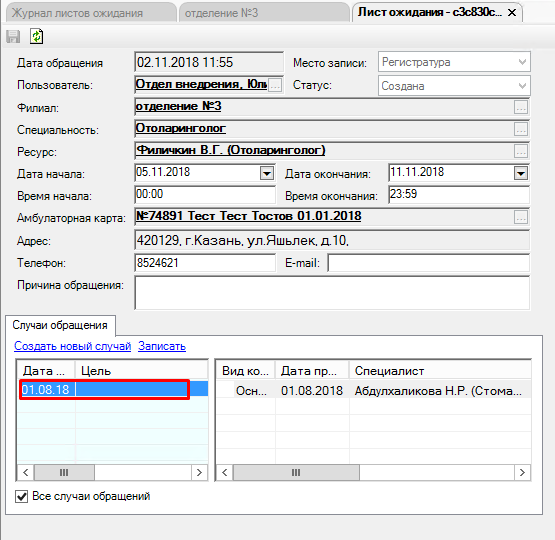 Журнал листов ожидания отделение №3 Лист ожидания - c3c830c...
Дата обращения 02.11.2018 11:55 Место записи: Регистратура
Пользователь: Отдел внедрения, Юли ... Статус: Создана
Филиал: отделение №3 ...
Специальность: Отоларинголог ...
Ресурс: Филичкин В.Г. (Отоларинголог) ...
Дата начала: 05.11.2018 Дата окончания: 11.11.2018
Время начала: 00:00 Время окончания: 23:59
Амбулаторная карта: №74891 Тест Тест Тостов 01.01.2018 ...
Адрес: 420129, г.Казань, ул.Яшьлек, д.10,
Телефон: 8524621 E-mail:
Причина обращения:
Случаи обращения
Создать новый случай Записать
Дата ... Цель Вид ко... Дата пр... Специалист
01.08.18 Осн... 01.08.2018 Абдулхаликова Н.Р. (Стома...
Все случаи обращений